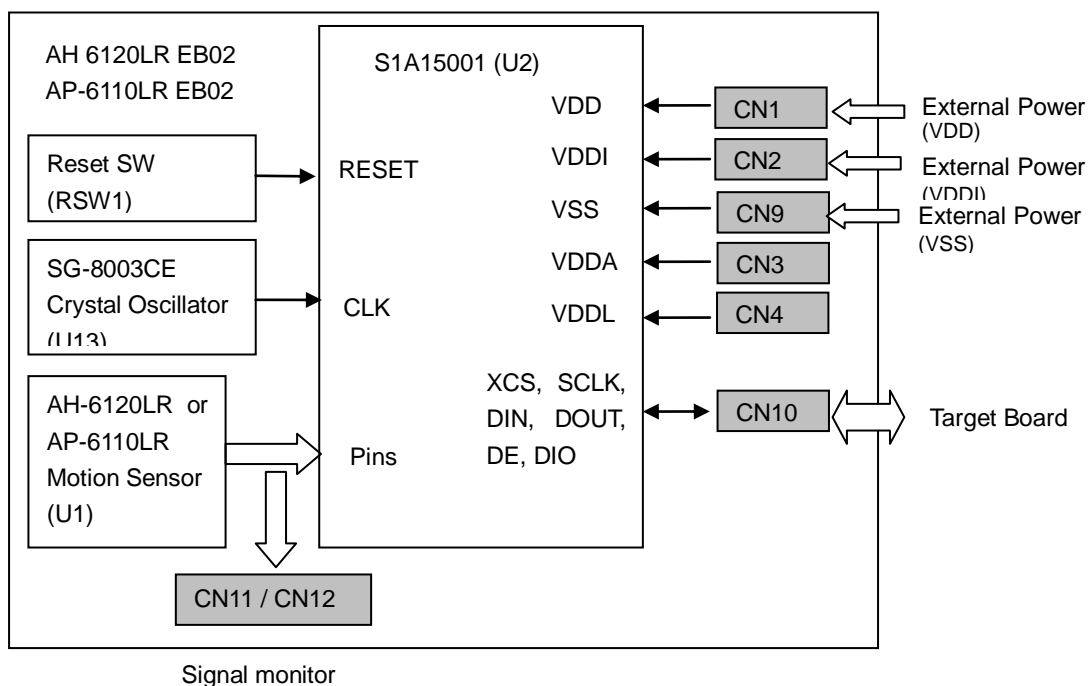 AH 6120LR EB02
AP-6110LR EB02
S1A15001 (U2)
VDD
CN1
External Power
(VDD)
Reset SW
(RSW1)
RESET
VDDI
CN2
External Power
(VDDI)
VSS
CN9
External Power
(VSS)
SG-8003CE
Crystal Oscillator
(U13)
CLK
VDDA
CN3
VDDL
CN4
AH-6120LR or
AP-6110LR
Motion Sensor
(U1)
Pins
XCS, SCLK,
DIN, DOUT,
DE, DIO
CN10
Target Board
CN11 / CN12
Signal monitor